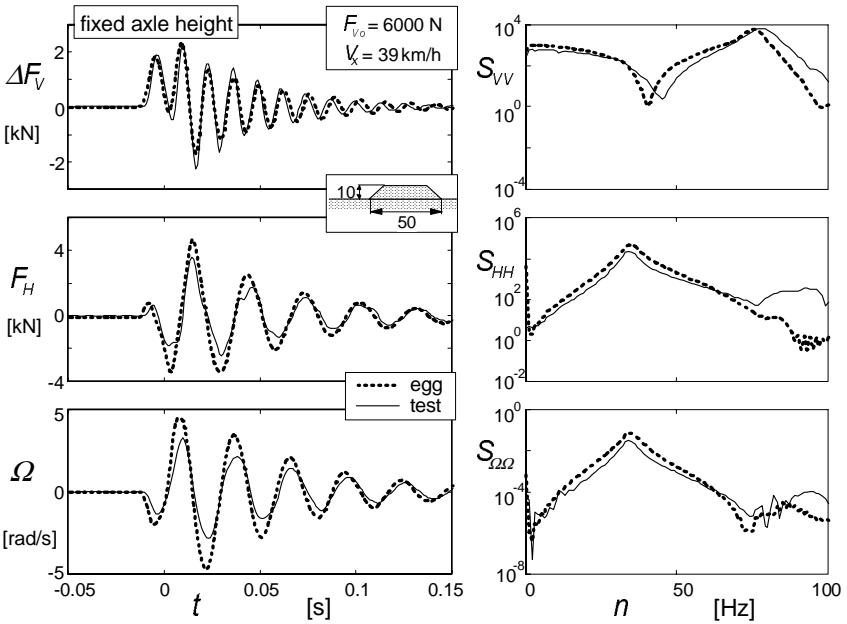 fixed axle height
F_Vo = 6000 N
V_x = 39 km/h
ΔF_V
[kN]
2
0
-2
10
50
F_H
[kN]
4
0
-4
egg
test
Ω
[rad/s]
5
0
-5
-0.05
0
0.05
0.1
0.15
t
[s]
S_VV
10^4
10^0
10^-4
S_HH
10^6
10^4
10^2
10^0
10^-2
S_ΩΩ
10^0
10^-4
10^-8
0
50
100
n
[Hz]